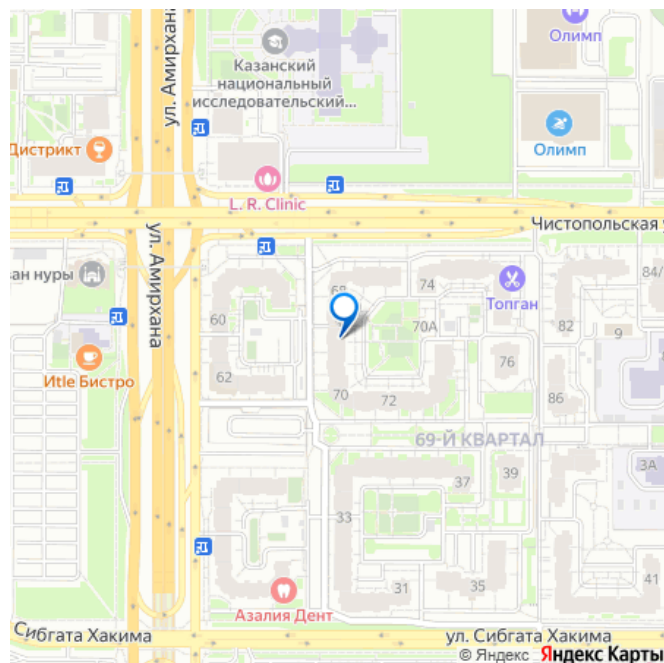 ул. Амирхана
Олимп
Казанский
национальный
исследовательский...
Дистрикт
Олимп
L. R. Clinic
Чистопольская у
ул. Амирхана
ван нуры
68
74
84/
Топган
60
70А
82
9
Itle Бистро
62
76
70
72
86
69-Й КВАРТАЛ
3А
37
39
33
31
35
41
Азалия Дент
Сибгата Хакима
ул. Сибгата Хакима
© Яндекс Яндекс Карты